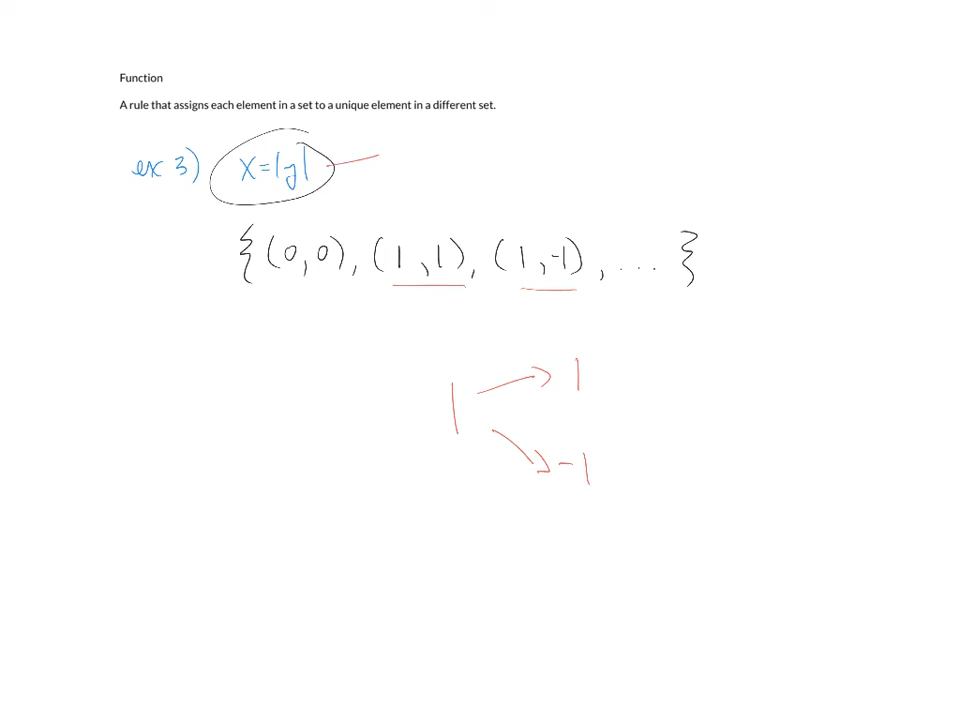 Function
A rule that assigns each element in a set to a unique element in a different set.
ex 3) x=|y|
{(0,0), (1,1), (1,-1), ... }
1
1
-1